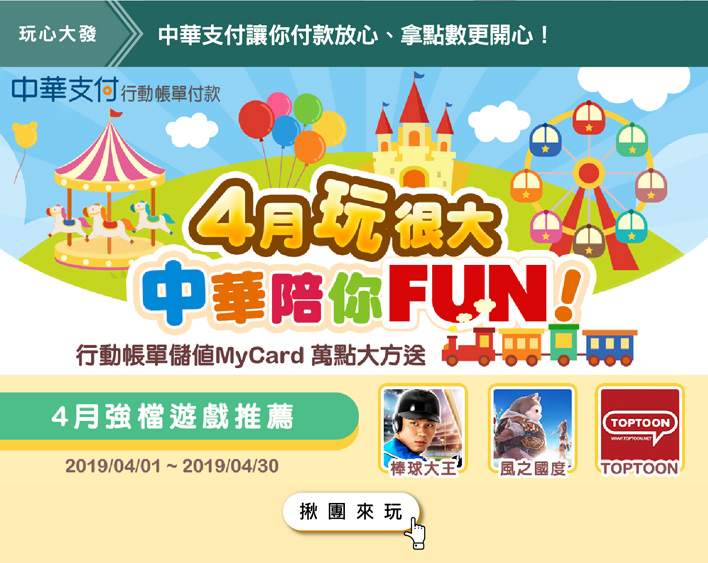 玩心大發
中華支付讓你付款放心、拿點數更開心！
中華支付行動帳單付款
4月玩很大
中華陪你FUN!
行動帳單儲值MyCard 萬點大方送
4月強檔遊戲推薦
2019/04/01 ~ 2019/04/30
TOPTOON
WWW.TOPTOON.NET
棒球大王
風之國度
TOPTOON
揪團來玩